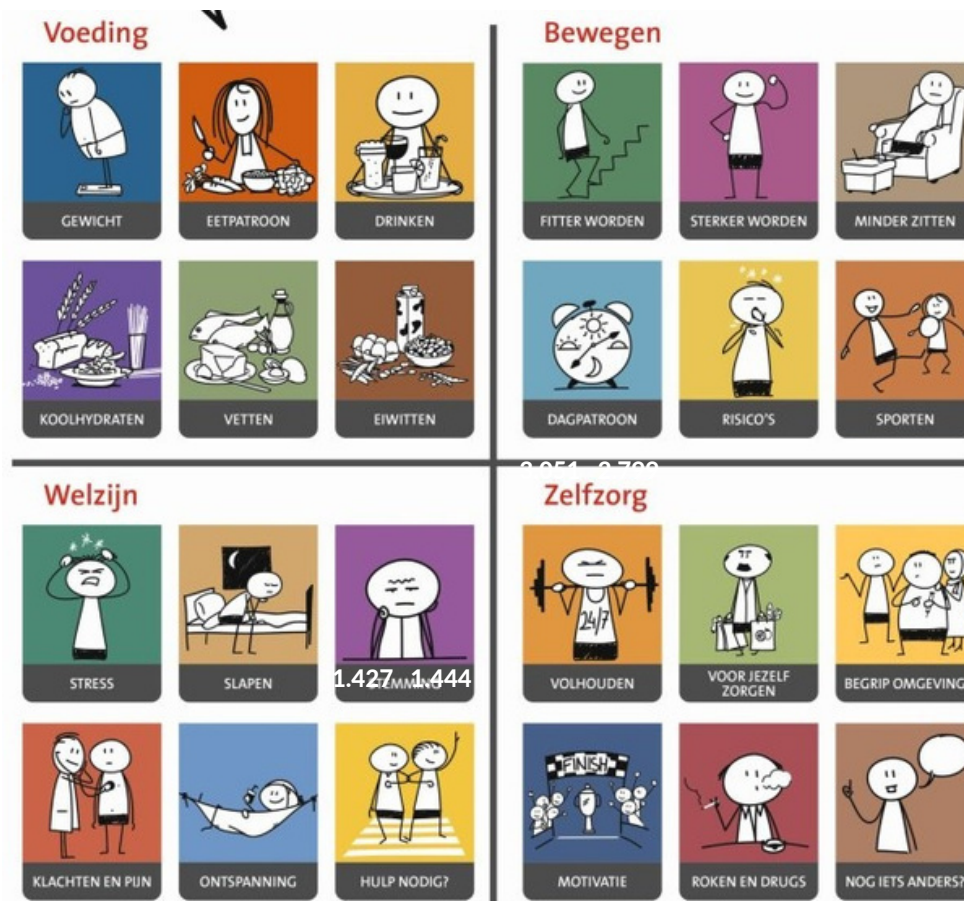 Voeding
GEWICHT
EETPATROON
DRINKEN
KOOLHYDRATEN
VETTEN
EIWITTEN
Bewegen
FITTER WORDEN
STERKER WORDEN
MINDER ZITTEN
DAGPATROON
RISICO'S
SPORTEN
Welzijn
STRESS
SLAPEN
STEMMING
1.427 1.444
KLACHTEN EN PIJN
ONTSPANNING
HULP NODIG?
Zelfzorg
24/7
VOLHOUDEN
VOOR JEZELF
ZORGEN
BEGRIP OMGEVING
FINISH
MOTIVATIE
ROKEN EN DRUGS
NOG IETS ANDERS?